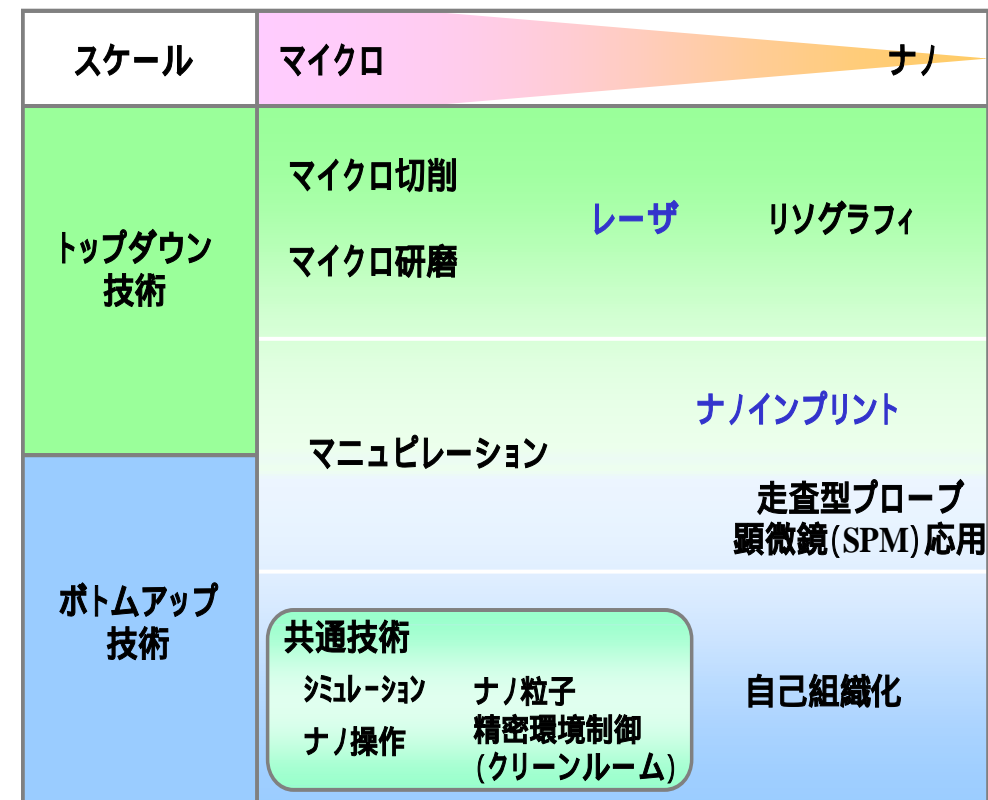 スケール
マイクロ
ナノ
トップダウン
技術
マイクロ切削
マイクロ研磨
レーザ
リソグラフィ
マニュピレーション
ナノインプリント
走査型プローブ
顕微鏡(SPM)応用
ボトムアップ
技術
共通技術
シミュレーション
ナノ操作
ナノ粒子
精密環境制御
(クリーンルーム)
自己組織化